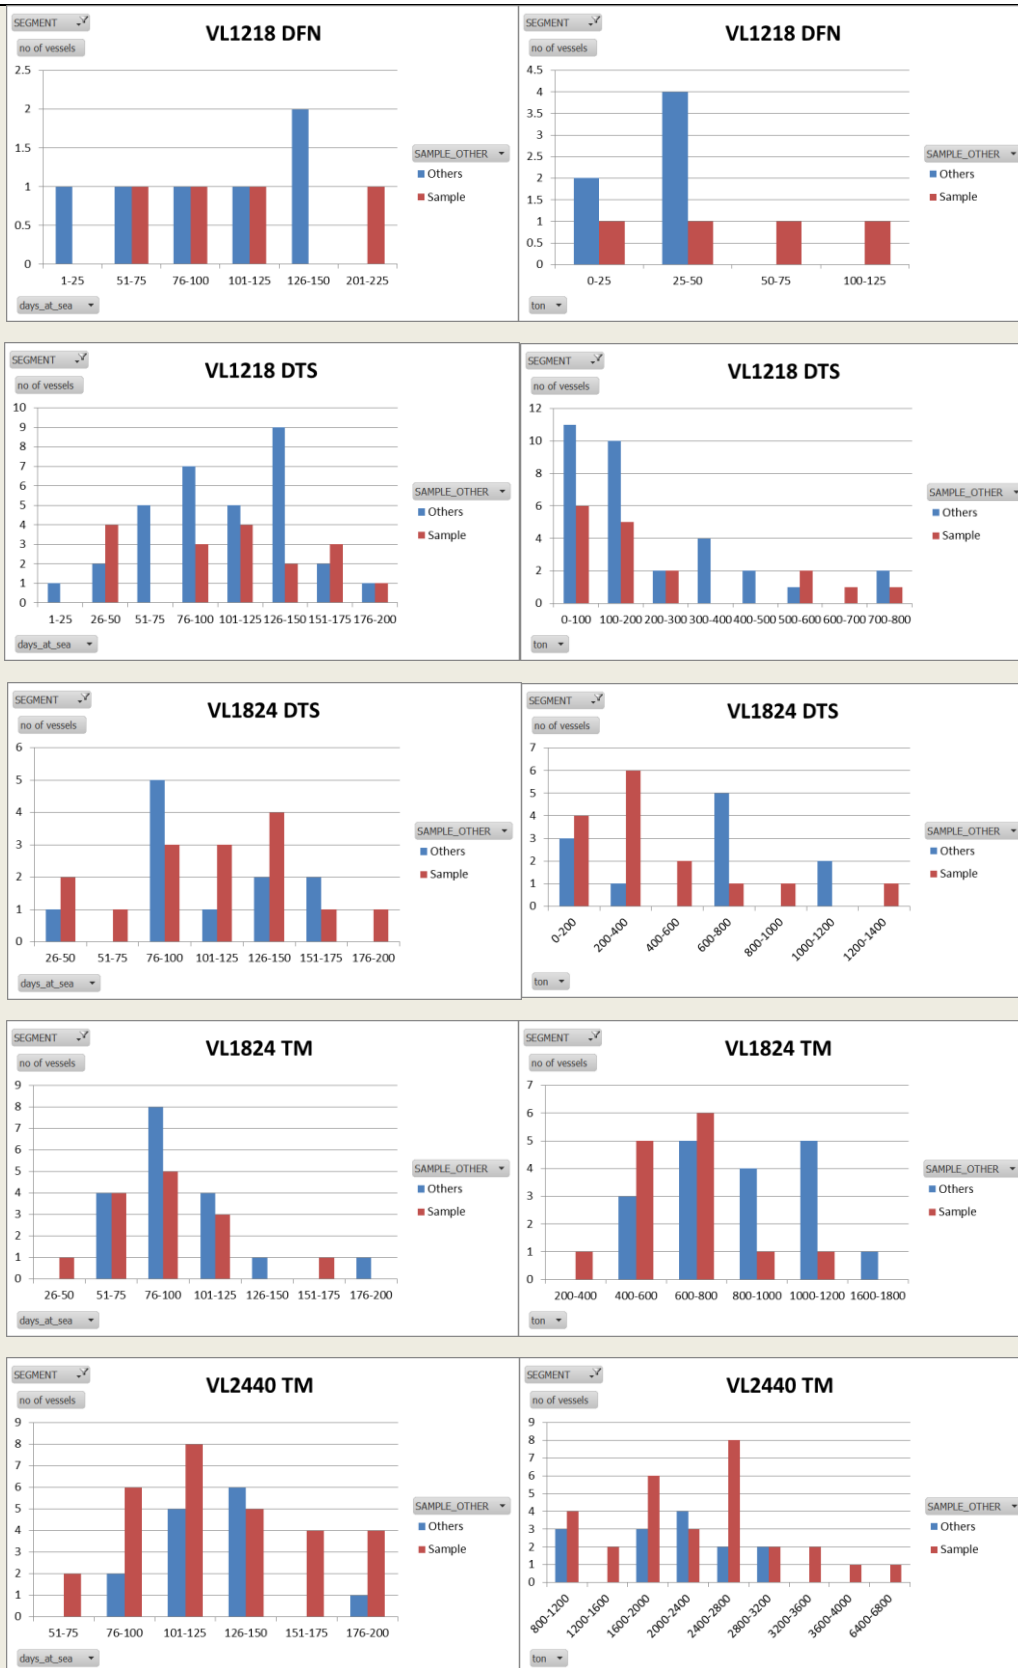 SEGMENT
no of vessels
VL1218 DFN
2.5
2
1.5
1
0.5
0
1-25 51-75 76-100 101-125 126-150 201-225
SAMPLE_OTHER
Others
Sample
days_at_sea
SEGMENT
no of vessels
VL1218 DFN
4.5
4
3.5
3
2.5
2
1.5
1
0.5
0
0-25 25-50 50-75 100-125
SAMPLE_OTHER
Others
Sample
ton
SEGMENT
no of vessels
VL1218 DTS
10
9
8
7
6
5
4
3
2
1
0
1-25 26-50 51-75 76-100 101-125 126-150 151-175 176-200
SAMPLE_OTHER
Others
Sample
days_at_sea
SEGMENT
no of vessels
VL1218 DTS
12
10
8
6
4
2
0
0-100 100-200 200-300 300-400 400-500 500-600 600-700 700-800
SAMPLE_OTHER
Others
Sample
ton
SEGMENT
no of vessels
VL1824 DTS
6
5
4
3
2
1
0
26-50 51-75 76-100 101-125 126-150 151-175 176-200
SAMPLE_OTHER
Others
Sample
days_at_sea
SEGMENT
no of vessels
VL1824 DTS
7
6
5
4
3
2
1
0
0-200 200-400 400-600 600-800 800-1000 1000-1200 1200-1400
SAMPLE_OTHER
Others
Sample
ton
SEGMENT
no of vessels
VL1824 TM
9
8
7
6
5
4
3
2
1
0
26-50 51-75 76-100 101-125 126-150 151-175 176-200
SAMPLE_OTHER
Others
Sample
days_at_sea
SEGMENT
no of vessels
VL1824 TM
7
6
5
4
3
2
1
0
200-400 400-600 600-800 800-1000 1000-1200 1600-1800
SAMPLE_OTHER
Others
Sample
ton
SEGMENT
no of vessels
VL2440 TM
9
8
7
6
5
4
3
2
1
0
51-75 76-100 101-125 126-150 151-175 176-200
SAMPLE_OTHER
Others
Sample
days_at_sea
SEGMENT
no of vessels
VL2440 TM
9
8
7
6
5
4
3
2
1
0
800-1200 1200-1600 1600-2000 2000-2400 2400-2800 2800-3200 3200-3600 3600-4000 6400-6800
SAMPLE_OTHER
Others
Sample
ton